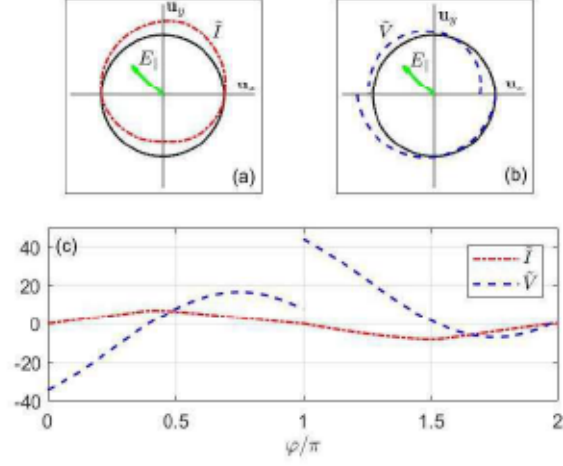 u_y Ĩ u_y
Ṽ
E_∥ E_∥
u_x u_x
(a) (b)
(c) Ĩ
Ṽ
40
20
0
-20
-40
0 0.5 1 1.5 2
φ/π